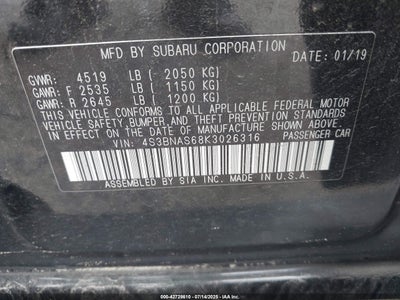 MFD BY SUBARU CORPORATION DATE: 01/19
GVWR: 4519 LB ( 2050 KG)
GAWR: F 2535 LB ( 1150 KG)
GAWR: R 2645 LB ( 1200 KG)
THIS VEHICLE CONFORMS TO ALL APPLICABLE FEDERAL MOTOR
VEHICLE SAFETY, BUMPER, AND THEFT PREVENTION STANDARDS
IN EFFECT ON THE DATE OF MANUFACTURE SHOWN ABOVE.
VIN: 4S3BNAS68K3026316 PASSENGER CAR
ASSEMBLED BY SIA INC. MADE IN U.S.A.
500-42728610 - 07/14/2025 - IAA Inc.